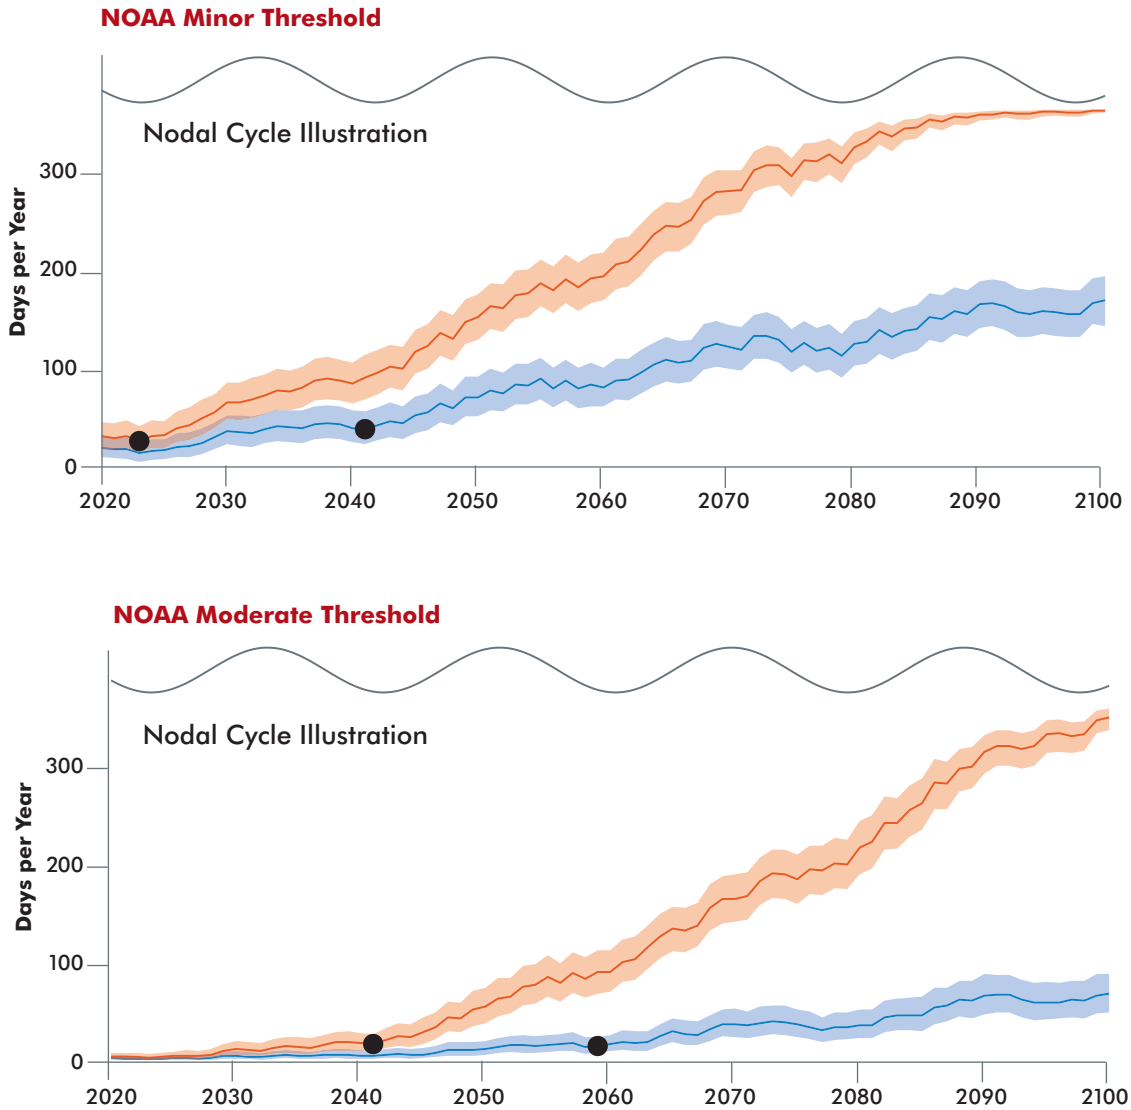 NOAA Minor Threshold
Nodal Cycle Illustration
Days per Year
300
200
100
0
2020 2030 2040 2050 2060 2070 2080 2090 2100
NOAA Moderate Threshold
Nodal Cycle Illustration
Days per Year
300
200
100
0
2020 2030 2040 2050 2060 2070 2080 2090 2100